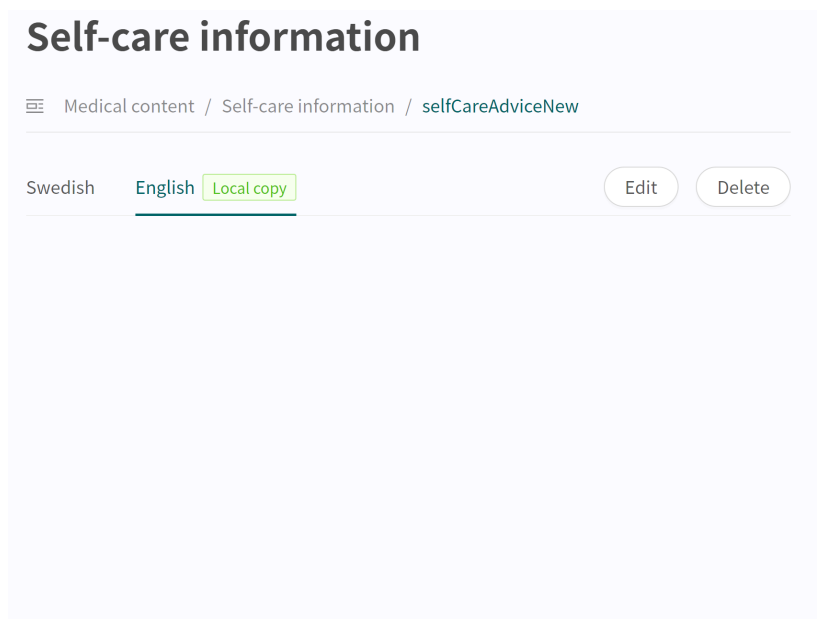 Self-care information
Medical content / Self-care information / selfCareAdviceNew
Swedish English Local copy Edit Delete